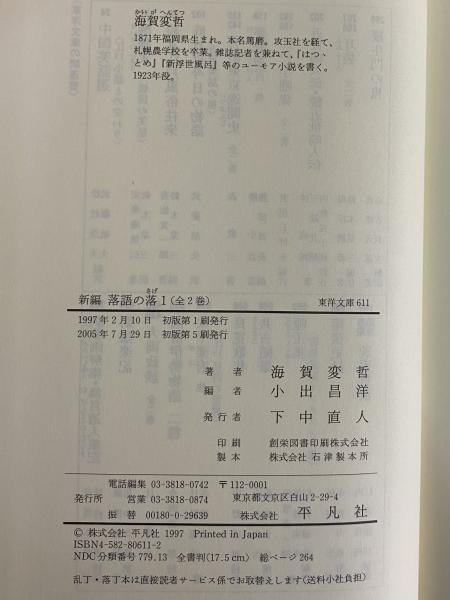 かいがへんてつ
海賀変哲
1871年福岡県生まれ。本名篤麿。攻玉社を経て、
札幌農学校を卒業。雑誌記者を兼ねて、『はつゝ
とめ』『新浮世風呂』等のユーモア小説を書く。
1923年没。
さげ
新編 落語の落1(全2巻) 東洋文庫 611
1997年2月10日 初版第1刷発行
2005年7月29日 初版第5刷発行
著者 海賀変哲
編者 小出昌洋
発行者 下中直人
印刷 創栄図書印刷株式会社
製本 株式会社 石津製本所
電話編集 03-3818-0742 〒112-0001
発行所 営業 03-3818-0874 東京都文京区白山2-29-4
振替 00180-0-29639 株式会社 平凡社
© 株式会社 平凡社 1997 Printed in Japan
ISBN4-582-80611-2
NDC分類番号 779.13 全書判(17.5cm) 総ページ 264
乱丁・落丁本は直接読者サービス係でお取替えします(送料小社負担)